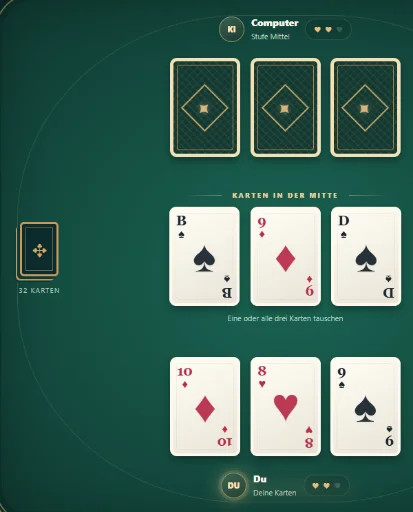 KI
Computer
Stufe Mittel
KARTEN IN DER MITTE
B 9 D
B 9 D
32 KARTEN
Eine oder alle drei Karten tauschen
10 8 9
10 8 9
DU
Du
Deine Karten